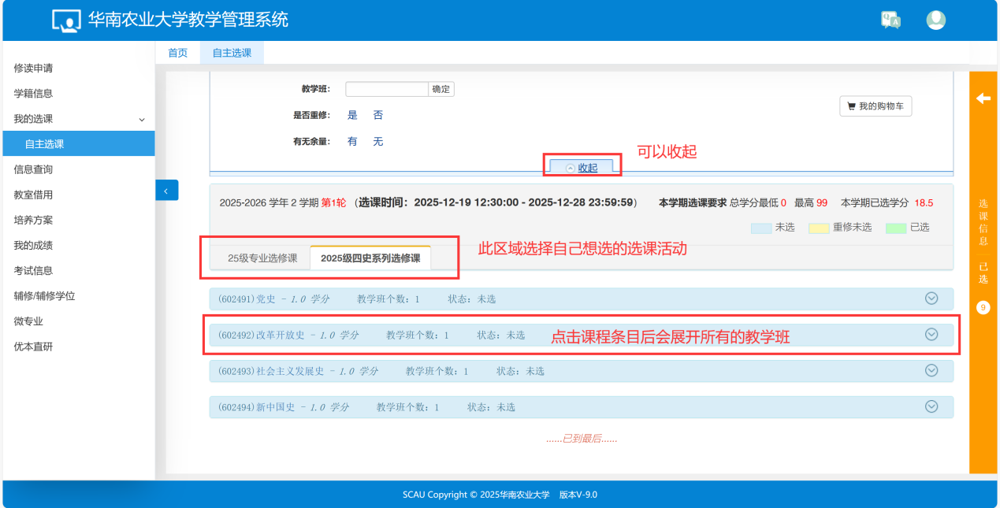 华南农业大学教学管理系统
Q A
首页 自主选课
修读申请
学籍信息
我的选课
自主选课
信息查询
教室借用
培养方案
我的成绩
考试信息
辅修/辅修学位
微专业
优本直研
教学班： 确定
是否重修： 是 否
有无余量： 有 无
我的购物车
收起
可以收起
2025-2026 学年 2 学期 第1轮 （选课时间：2025-12-19 12:30:00 - 2025-12-28 23:59:59） 本学期选课要求 总学分最低 0 最高 99 本学期已选学分 18.5
未选 重修未选 已选
25级专业选修课 2025级四史系列选修课
此区域选择自己想选的选课活动
(602491)党史 - 1.0 学分 教学班个数：1 状态：未选
(602492)改革开放史 - 1.0 学分 教学班个数：1 状态：未选
点击课程条目后会展开所有的教学班
(602493)社会主义发展史 - 1.0 学分 教学班个数：1 状态：未选
(602494)新中国史 - 1.0 学分 教学班个数：1 状态：未选
......已到最后......
选课信息
已选
9
SCAU Copyright © 2025华南农业大学 版本V-9.0